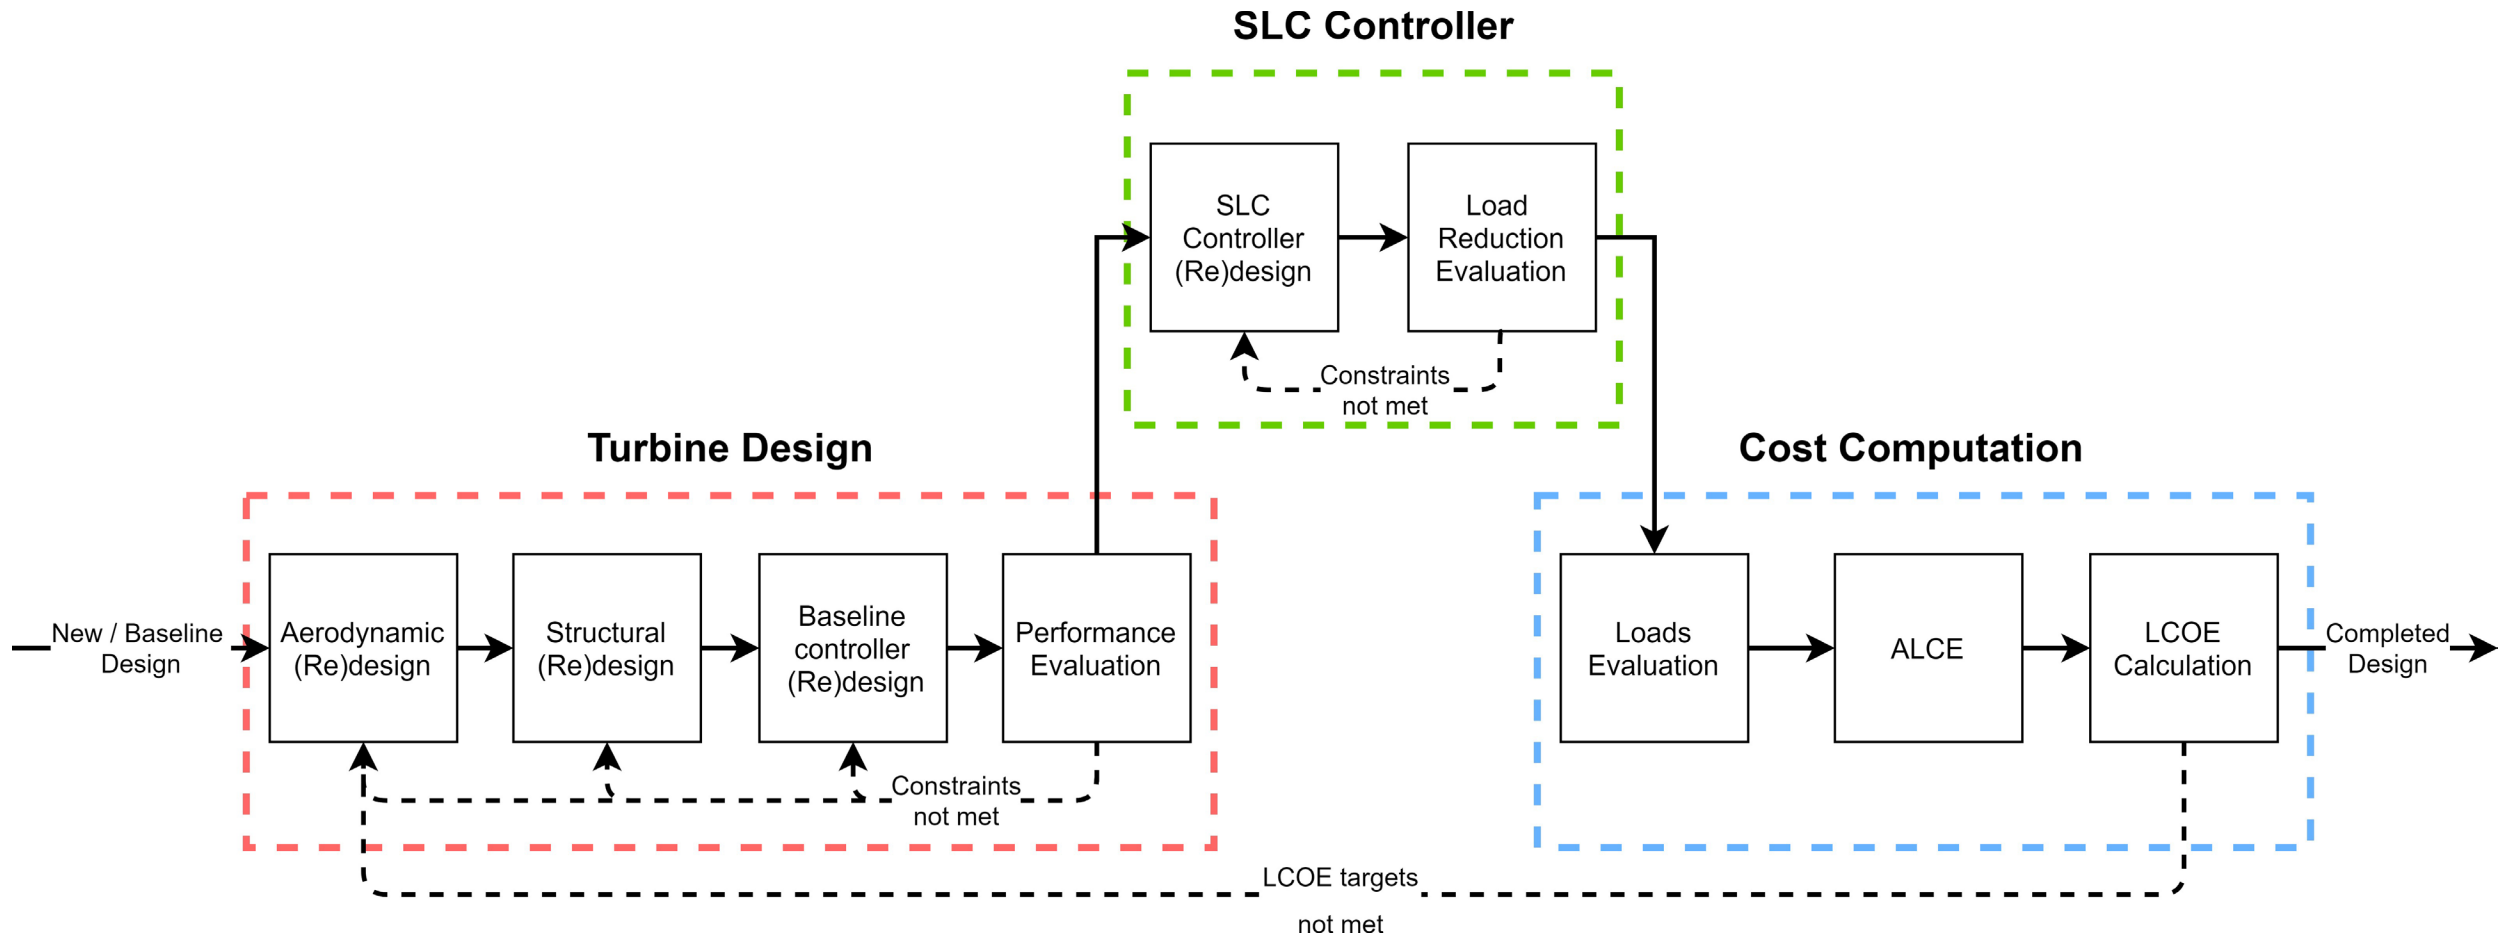 SLC Controller
SLC
Controller
(Re)design
Load
Reduction
Evaluation
Constraints
not met
Turbine Design
New / Baseline
Design
Aerodynamic
(Re)design
Structural
(Re)design
Baseline
controller
(Re)design
Performance
Evaluation
Constraints
not met
Cost Computation
Loads
Evaluation
ALCE
LCOE
Calculation
Completed
Design
LCOE targets
not met